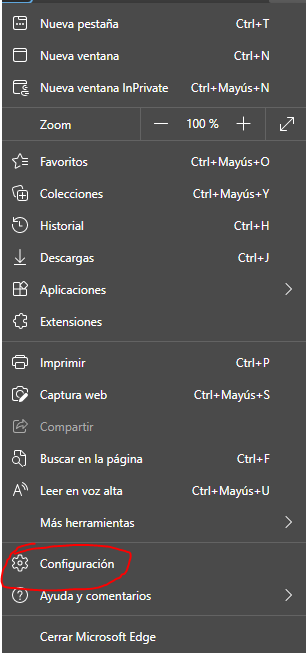 Nueva pestaña Ctrl+T
Nueva ventana Ctrl+N
Nueva ventana InPrivate Ctrl+Mayús+N
Zoom — 100 % +
Favoritos Ctrl+Mayús+O
Colecciones Ctrl+Mayús+Y
Historial Ctrl+H
Descargas Ctrl+J
Aplicaciones
Extensiones
Imprimir Ctrl+P
Captura web Ctrl+Mayús+S
Compartir
Buscar en la página Ctrl+F
Leer en voz alta Ctrl+Mayús+U
Más herramientas
Configuración
Ayuda y comentarios
Cerrar Microsoft Edge